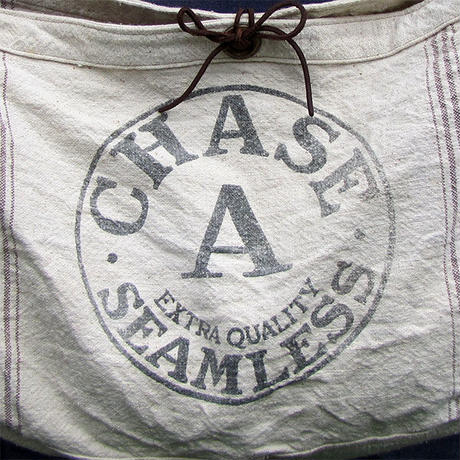 CHASE
A
EXTRA QUALITY
SEAMLESS